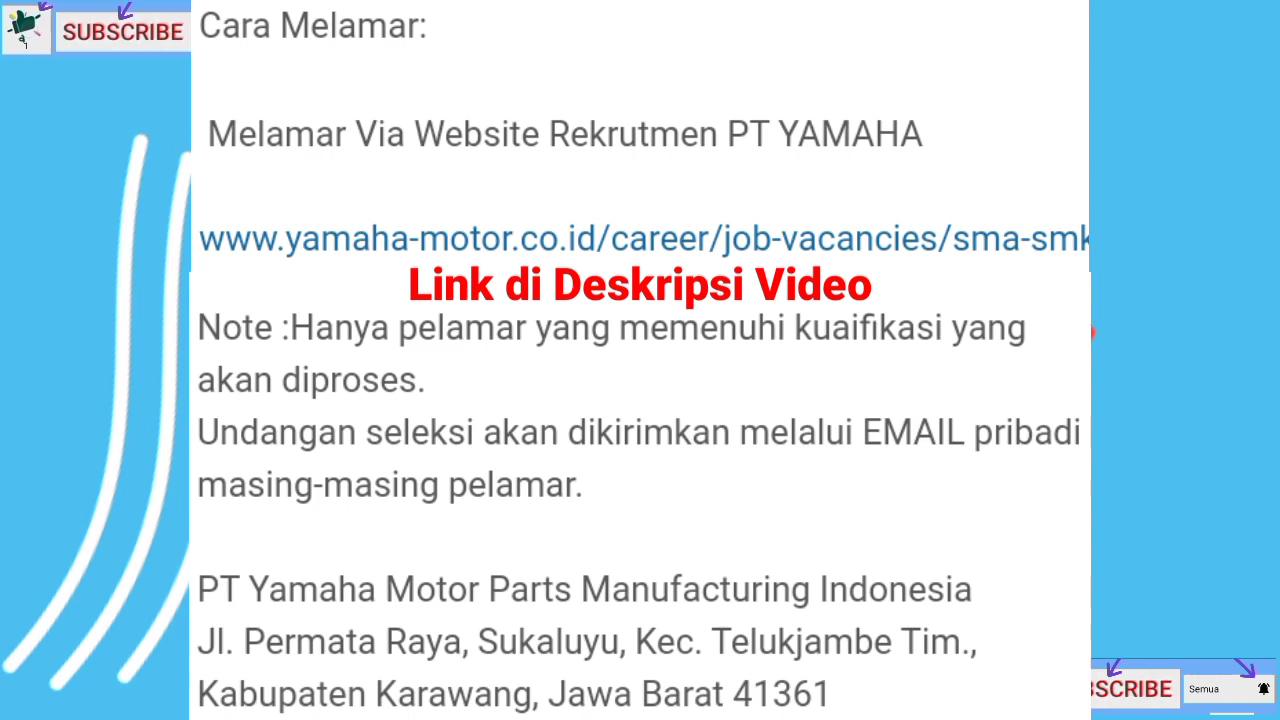 SUBSCRIBE
Cara Melamar:
Melamar Via Website Rekrutmen PT YAMAHA
www.yamaha-motor.co.id/career/job-vacancies/sma-smk
Link di Deskripsi Video
Note :Hanya pelamar yang memenuhi kuaifikasi yang
akan diproses.
Undangan seleksi akan dikirimkan melalui EMAIL pribadi
masing-masing pelamar.
PT Yamaha Motor Parts Manufacturing Indonesia
Jl. Permata Raya, Sukaluyu, Kec. Telukjambe Tim.,
Kabupaten Karawang, Jawa Barat 41361
SCRIBE
Semua